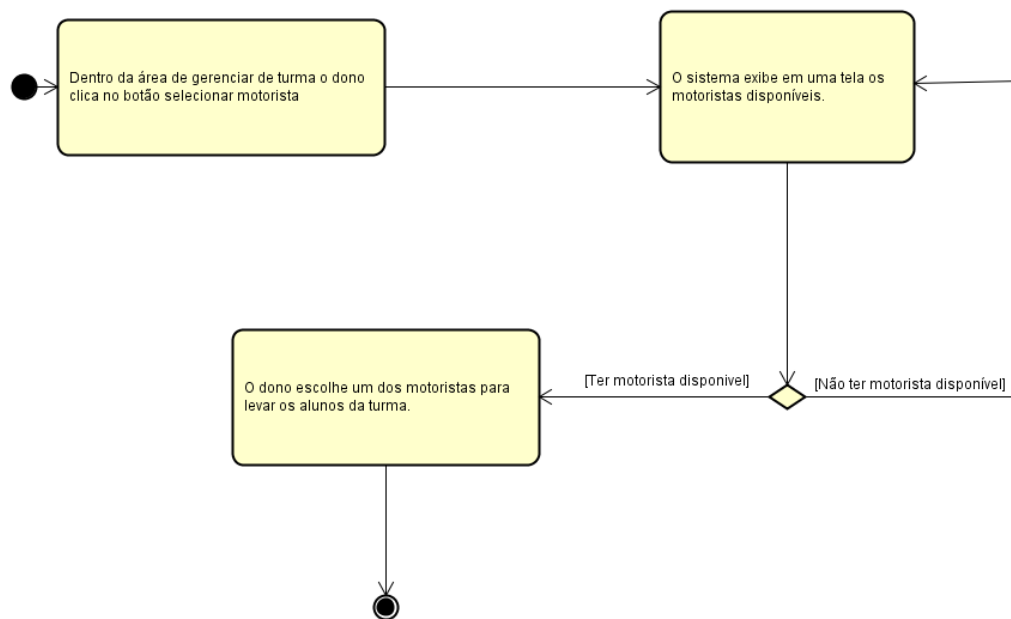 Dentro da área de gerenciar de turma o dono
clica no botão selecionar motorista
O sistema exibe em uma tela os
motoristas disponíveis.
[Ter motorista disponivel]
[Não ter motorista disponível]
O dono escolhe um dos motoristas para
levar os alunos da turma.